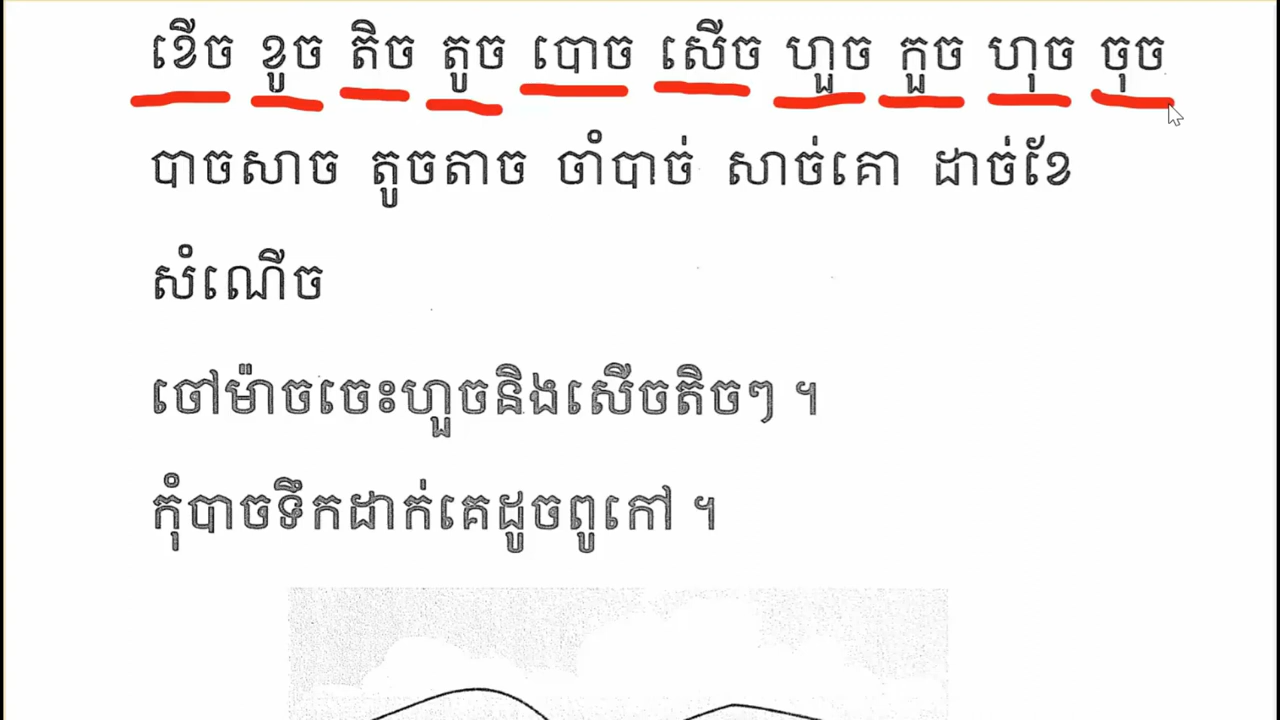 ខើច ខូច តិច តូច បោច សើច ហួច កួច ហុច ចុច
បាចសាច តូចតាច ចាំបាច់ សាច់គោ ដាច់ខែ
សំណើច
ចៅម៉ាចចេះហួចនិងសើចតិចៗ ។
កុំបាចទឹកដាក់គេដូចពូកៅ ។